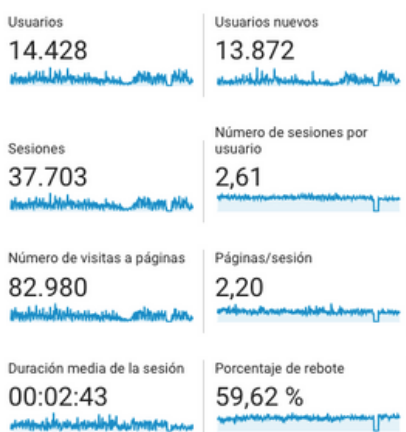 Usuarios
14.428
Usuarios nuevos
13.872
Sesiones
37.703
Número de sesiones por
usuario
2,61
Número de visitas a páginas
82.980
Páginas/sesión
2,20
Duración media de la sesión
00:02:43
Porcentaje de rebote
59,62 %